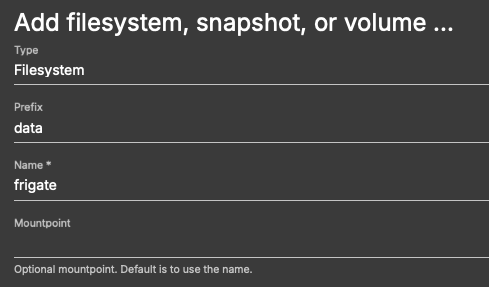 Add filesystem, snapshot, or volume ...
Type
Filesystem
Prefix
data
Name *
frigate
Mountpoint
Optional mountpoint. Default is to use the name.